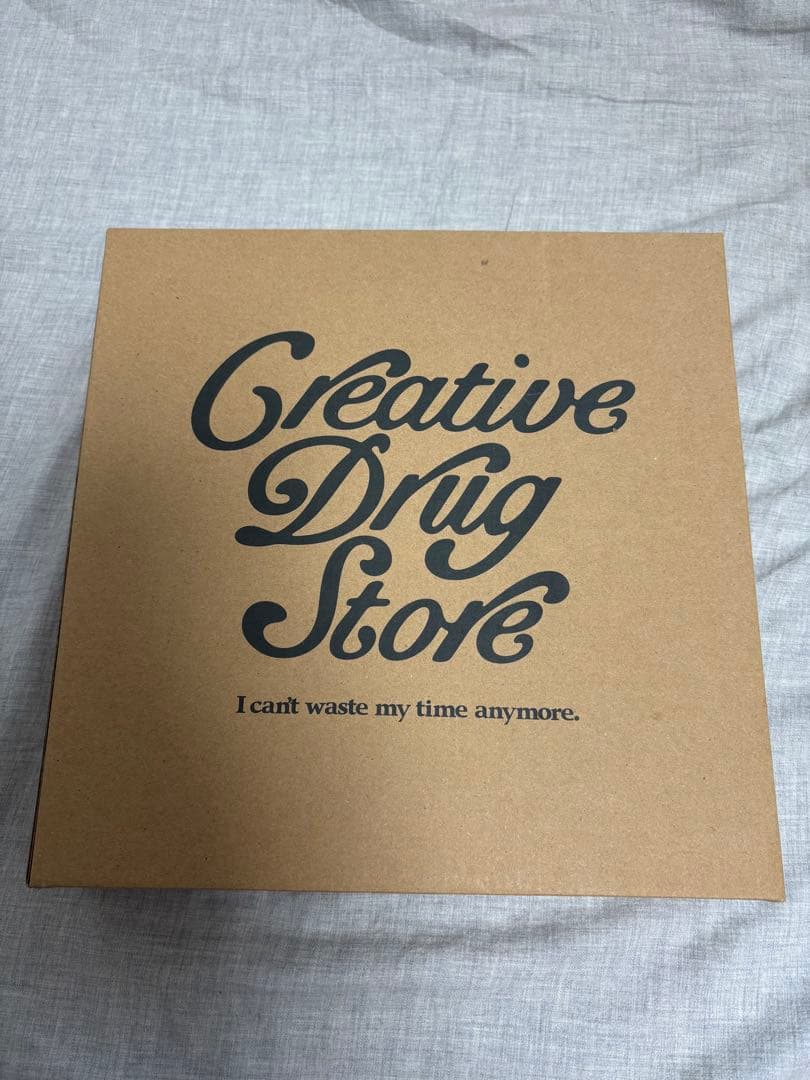 Creative
Drug
Store
I can't waste my time anymore.